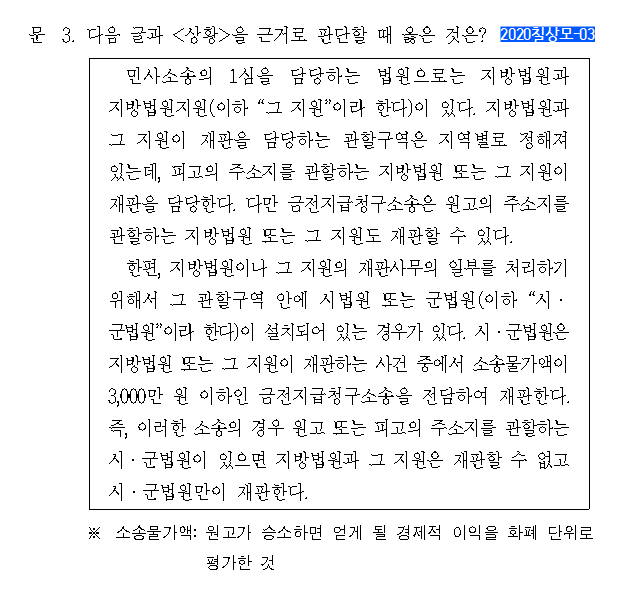 문 3. 다음 글과 <상황>을 근거로 판단할 때 옳은 것은? 2020침상모-03
민사소송의 1심을 담당하는 법원으로는 지방법원과
지방법원지원(이하 “그 지원”이라 한다)이 있다. 지방법원과
그 지원이 재판을 담당하는 관할구역은 지역별로 정해져
있는데, 피고의 주소지를 관할하는 지방법원 또는 그 지원이
재판을 담당한다. 다만 금전지급청구소송은 원고의 주소지를
관할하는 지방법원 또는 그 지원도 재판할 수 있다.
한편, 지방법원이나 그 지원의 재판사무의 일부를 처리하기
위해서 그 관할구역 안에 시법원 또는 군법원(이하 “시ㆍ
군법원”이라 한다)이 설치되어 있는 경우가 있다. 시ㆍ군법원은
지방법원 또는 그 지원이 재판하는 사건 중에서 소송물가액이
3,000만 원 이하인 금전지급청구소송을 전담하여 재판한다.
즉, 이러한 소송의 경우 원고 또는 피고의 주소지를 관할하는
시ㆍ군법원이 있으면 지방법원과 그 지원은 재판할 수 없고
시ㆍ군법원만이 재판한다.
※ 소송물가액: 원고가 승소하면 얻게 될 경제적 이익을 화폐 단위로
평가한 것